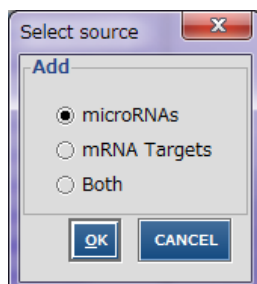 Select source
Add
microRNAs
mRNA Targets
Both
OK
CANCEL